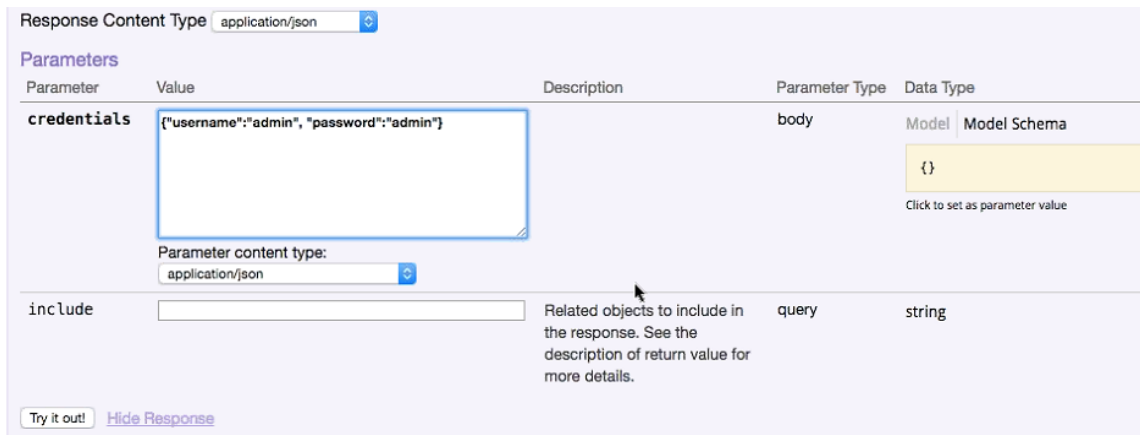 Response Content Type application/json
Parameters
Parameter Value Description Parameter Type Data Type
credentials {"username":"admin", "password":"admin"} body Model Model Schema
{}
Click to set as parameter value
Parameter content type:
application/json
include Related objects to include in query string
the response. See the
description of return value for
more details.
Try it out! Hide Response